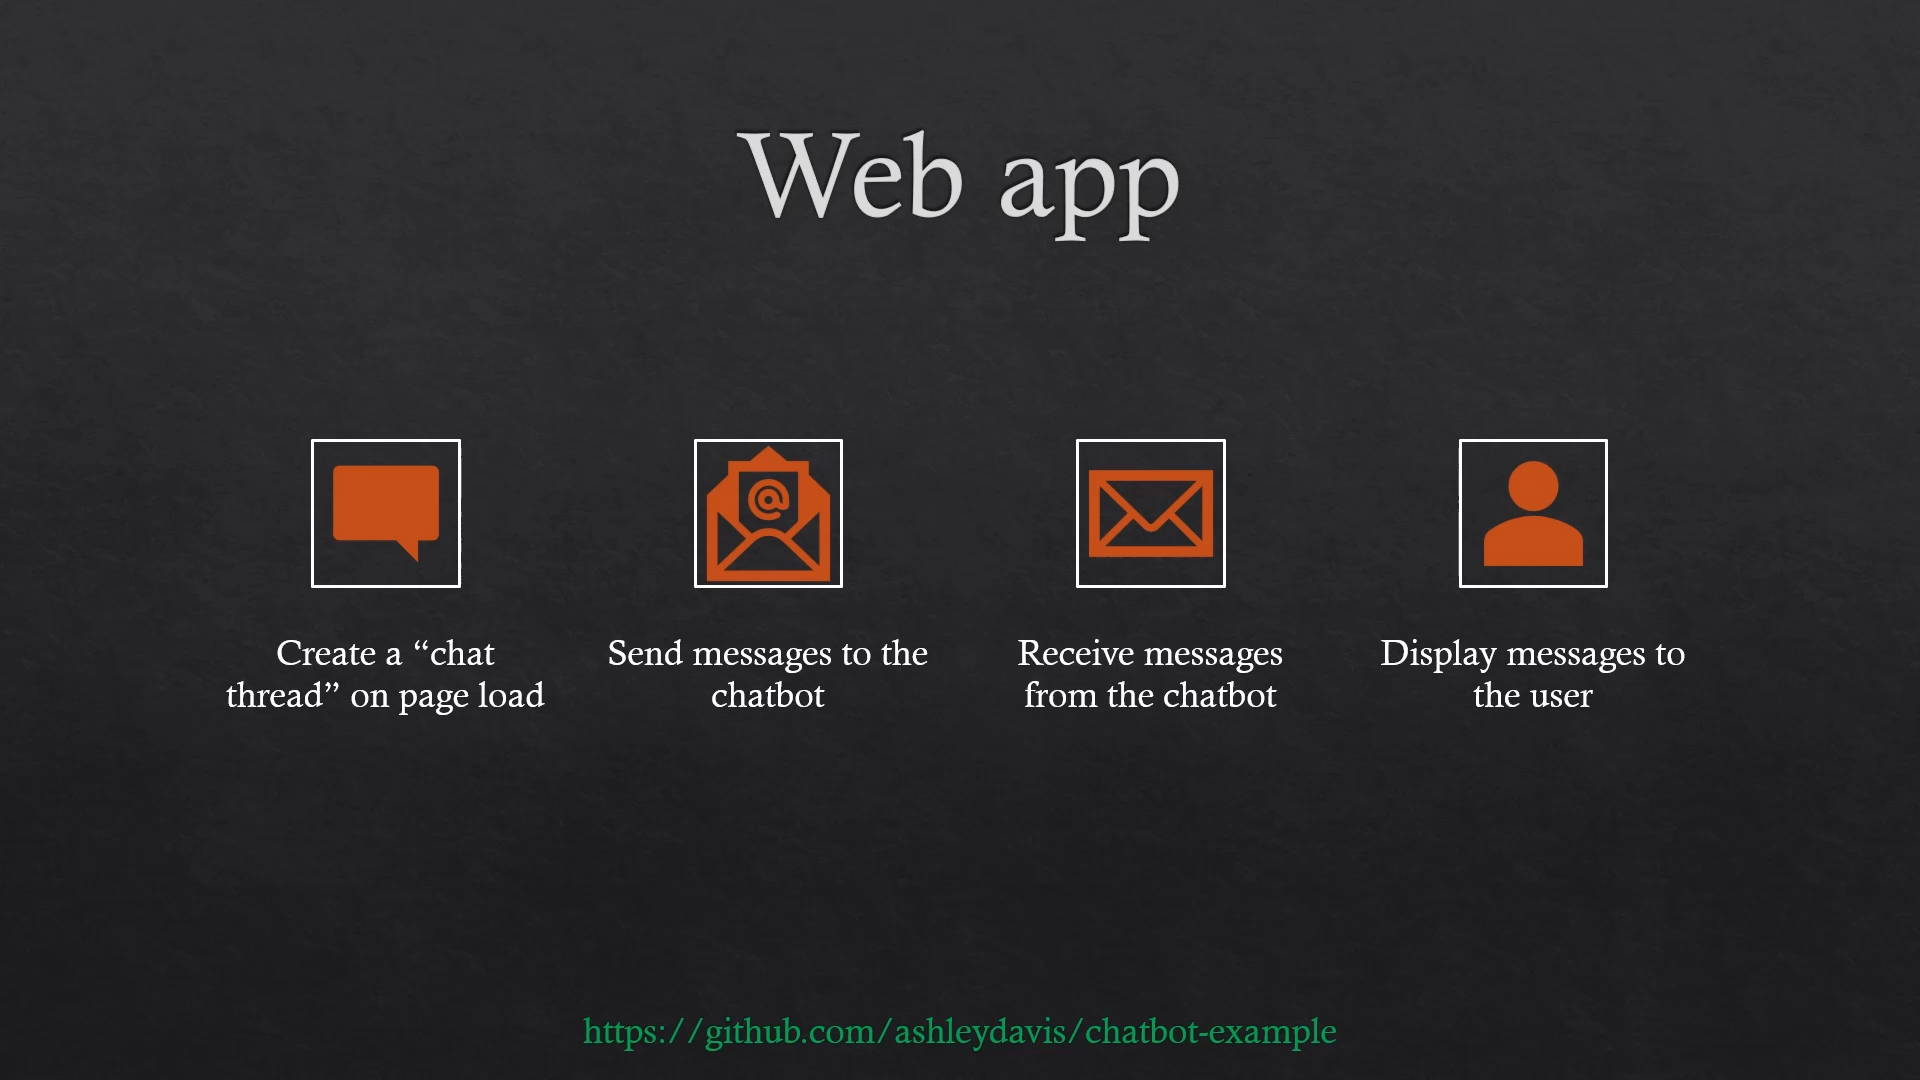 Web app
@
Create a “chat
thread” on page load
Send messages to the
chatbot
Receive messages
from the chatbot
Display messages to
the user
https://github.com/ashleydavis/chatbot-example